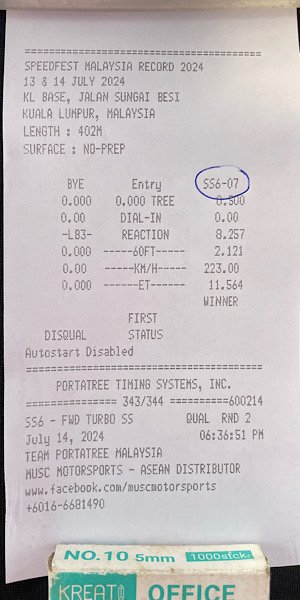 ================================================
SPEEDFEST MALAYSIA RECORD 2024
13 & 14 JULY 2024
KL BASE, JALAN SUNGAI BESI
KUALA LUMPUR, MALAYSIA
LENGTH : 402M
SURFACE : NO-PREP
BYE Entry SS6-07
0.000 0.000 TREE 0.500
0.00 DIAL-IN 0.00
-LB3- REACTION 8.257
0.000 -----60FT----- 2.121
0.00 -----KM/H----- 223.00
0.000 ------ET------ 11.564
WINNER
FIRST
DISQUAL STATUS
Autostart Disabled
================================================
PORTATREE TIMING SYSTEMS, INC.
=============== 343/344 ==========600214
SS6 - FWD TURBO S5 QUAL RND 2
July 14, 2024 06:36:51 PM
TEAM PORTATREE MALAYSIA
MUSC MOTORSPORTS - ASEAN DISTRIBUTOR
www.facebook.com/muscmotorsports
+6016-6681490
NO.10 5mm 1000stcks
OFFICE